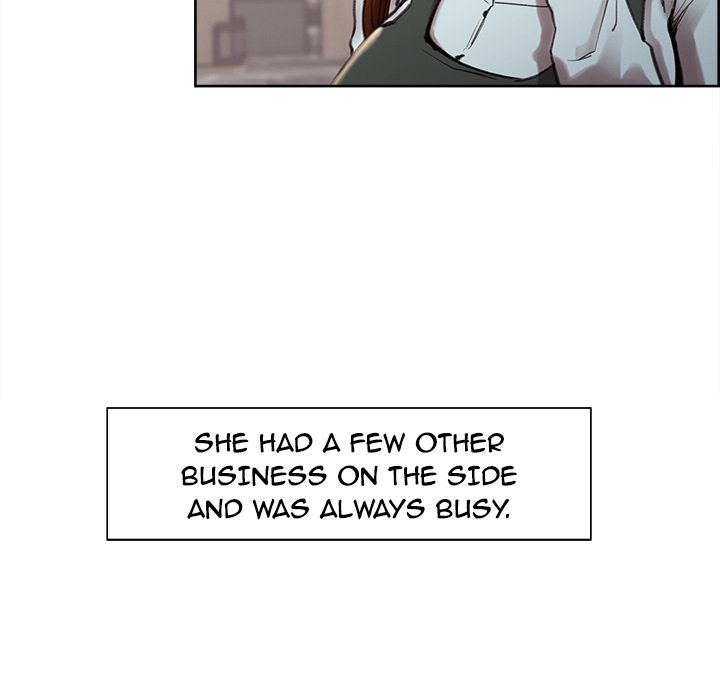 SHE HAD A FEW OTHER
BUSINESS ON THE SIDE
AND WAS ALWAYS BUSY.